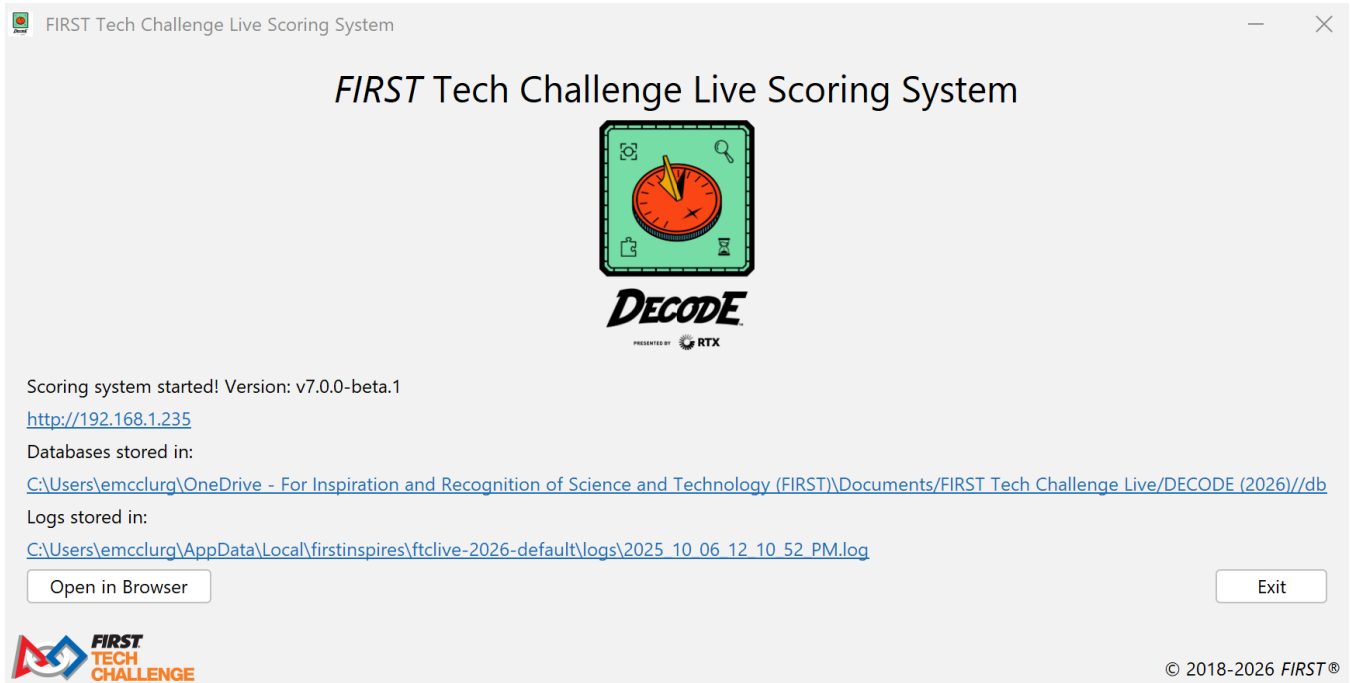 FIRST Tech Challenge Live Scoring System
FIRST Tech Challenge Live Scoring System
DECODE
PRESENTED BY RTX
Scoring system started! Version: v7.0.0-beta.1
http://192.168.1.235
Databases stored in:
C:\Users\emcclurg\OneDrive - For Inspiration and Recognition of Science and Technology (FIRST)\Documents/FIRST Tech Challenge Live/DECODE (2026)//db
Logs stored in:
C:\Users\emcclurg\AppData\Local\firstinspires\ftclive-2026-default\logs\2025_10_06_12_10_52_PM.log
Open in Browser
Exit
FIRST
TECH
CHALLENGE
© 2018-2026 FIRST®